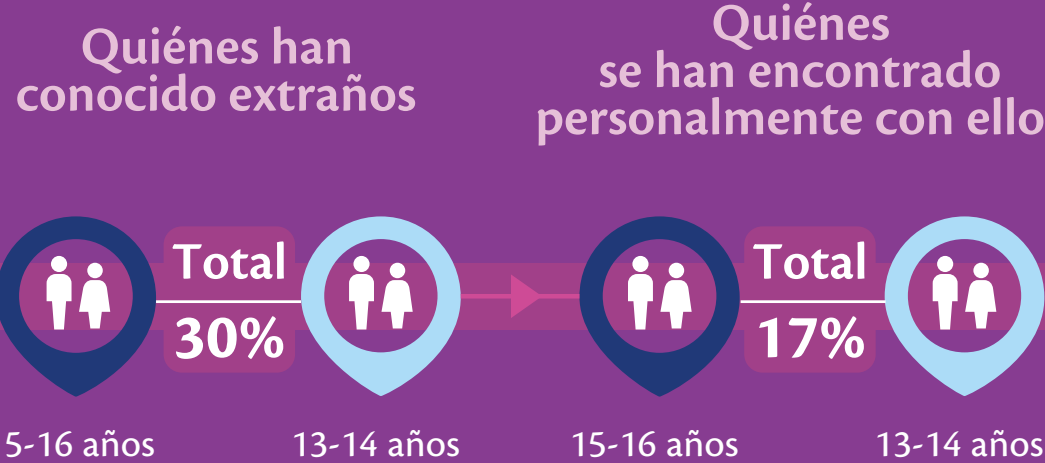 Quiénes han
conocido extraños
Quiénes
se han encontrado
personalmente con ello
Total
30%
Total
17%
5-16 años
13-14 años
15-16 años
13-14 años